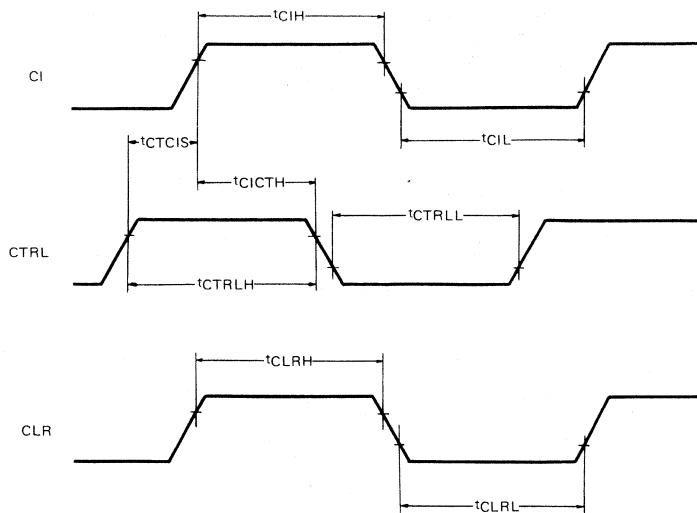 tCIH
CI
tCIL
tCTCIS
tCICTH
tCTRLL
CTRL
tCTRLH
tCLRH
CLR
tCLRL